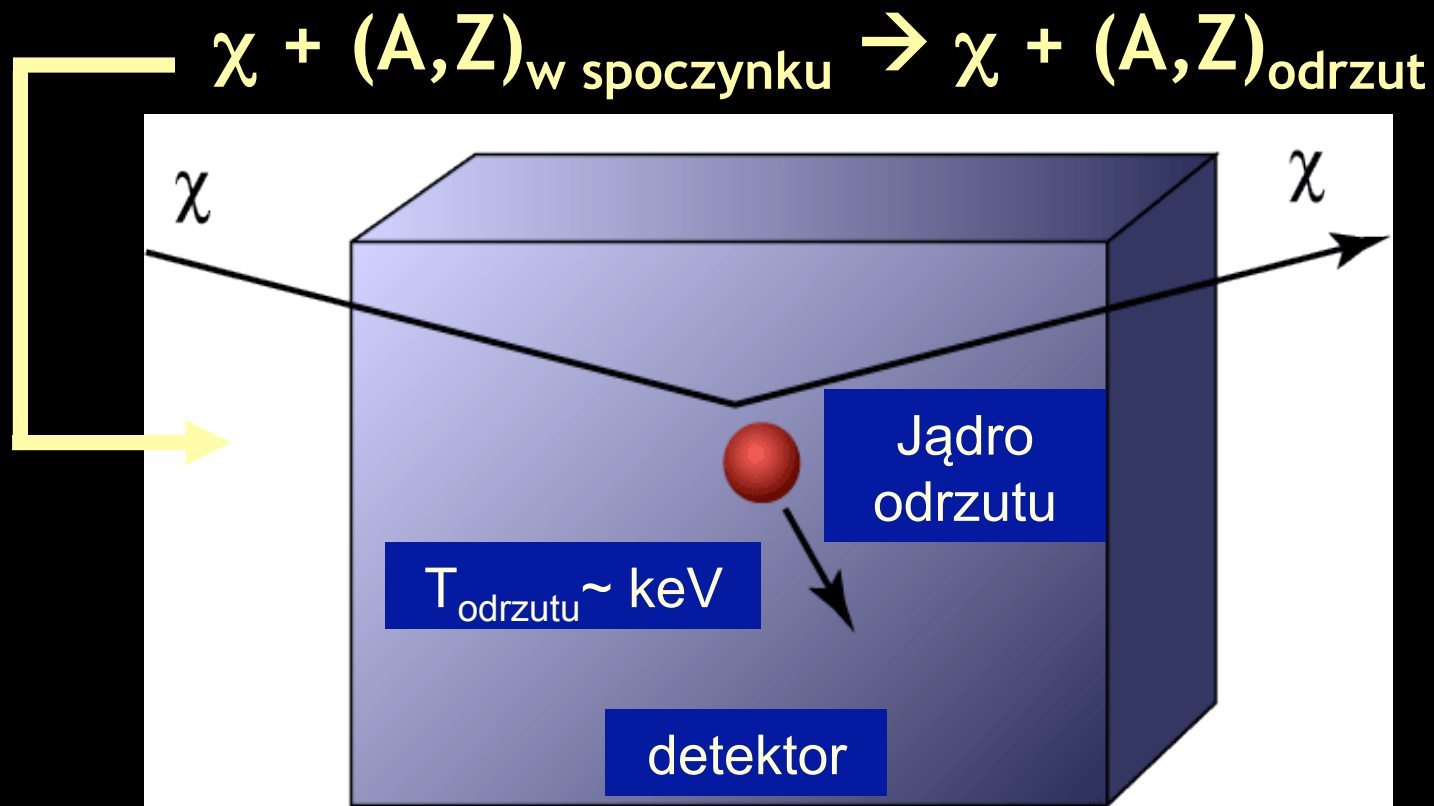 χ + (A,Z)w spoczynku → χ + (A,Z)odrzut
χ
χ
Jądro
odrzutu
Todrzutu~ keV
detektor